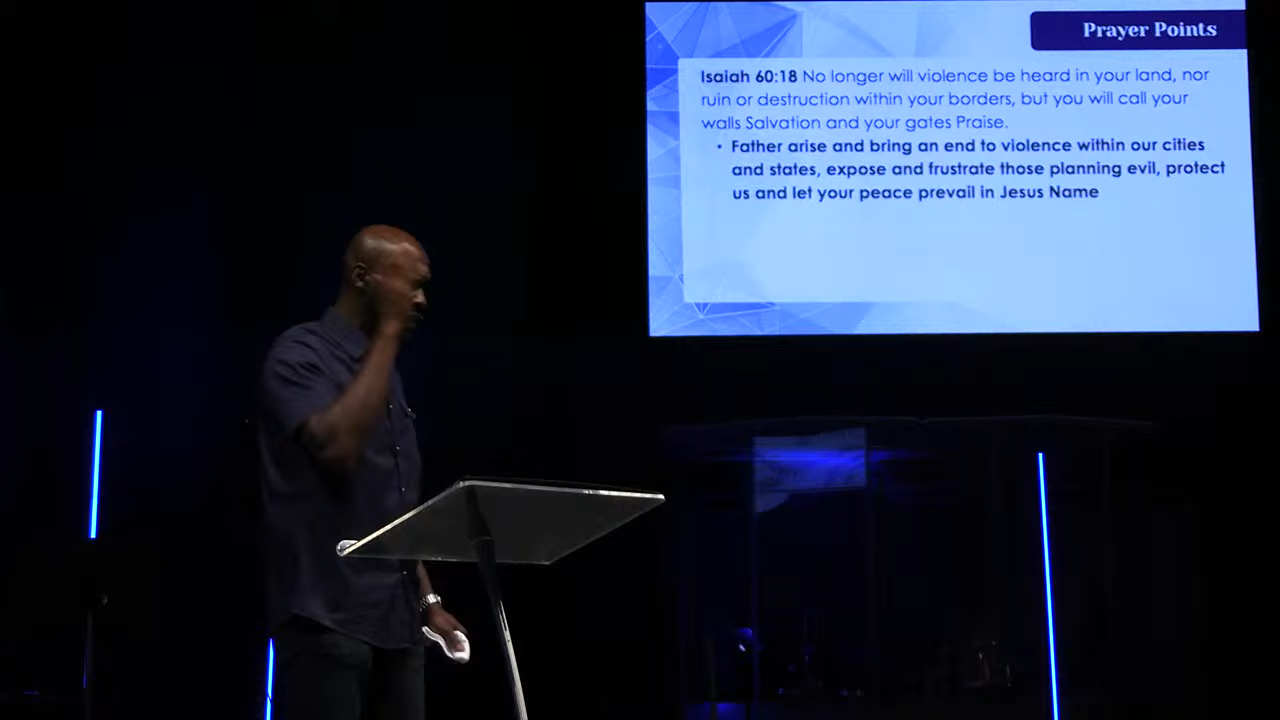 Prayer Points
Isaiah 60:18 No longer will violence be heard in your land, nor
ruin or destruction within your borders, but you will call your
walls Salvation and your gates Praise.
• Father arise and bring an end to violence within our cities
and states, expose and frustrate those planning evil, protect
us and let your peace prevail in Jesus Name